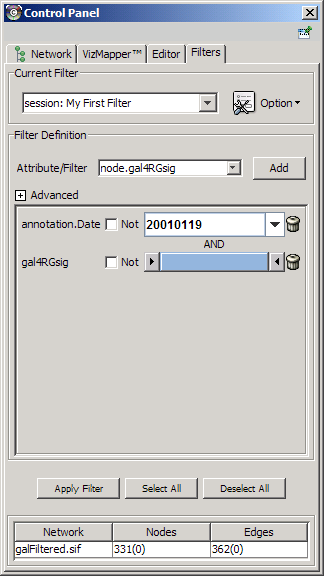 Control Panel
Network VizMapper™ Editor Filters
Current Filter
session: My First Filter Option
Filter Definition
Attribute/Filter node.gal4RGsig Add
Advanced
annotation.Date Not 20010119
AND
gal4RGsig Not
Apply Filter Select All Deselect All
Network Nodes Edges
galFiltered.sif 331(0) 362(0)